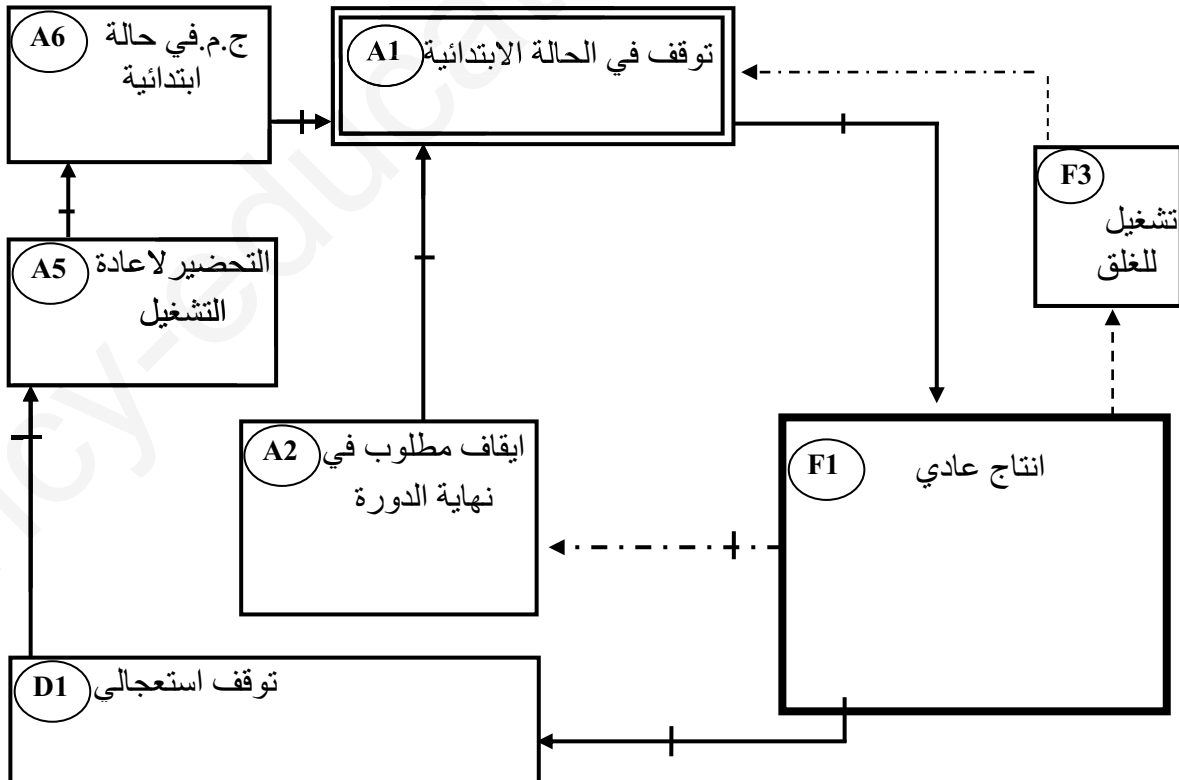 A6
ج.م.في حالة
ابتدائية
A1
توقف في الحالة الابتدائية
F3
تشغيل
للغلق
A5
التحضير لاعادة
التشغيل
A2
ايقاف مطلوب في
نهاية الدورة
F1
انتاج عادي
D1
توقف استعجالي